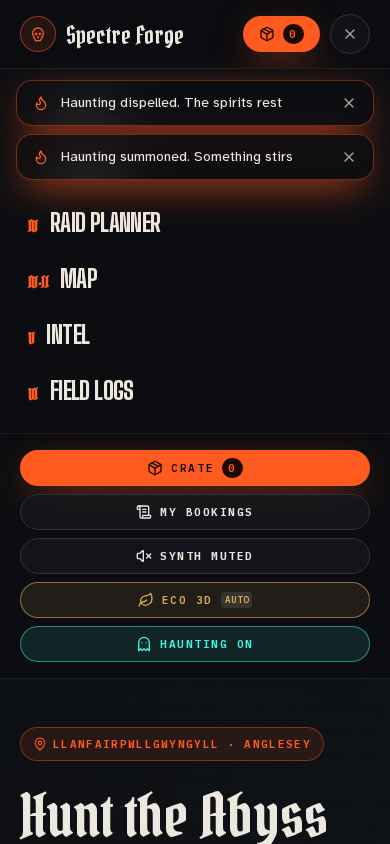 Spectre Forge
0
Haunting dispelled. The spirits rest
Haunting summoned. Something stirs
RAID PLANNER
MAP
INTEL
FIELD LOGS
CRATE 0
MY BOOKINGS
SYNTH MUTED
ECO 3D AUTO
HAUNTING ON
LLANFAIRPWLLGWYNGYLL · ANGLESEY
Hunt the Abyss